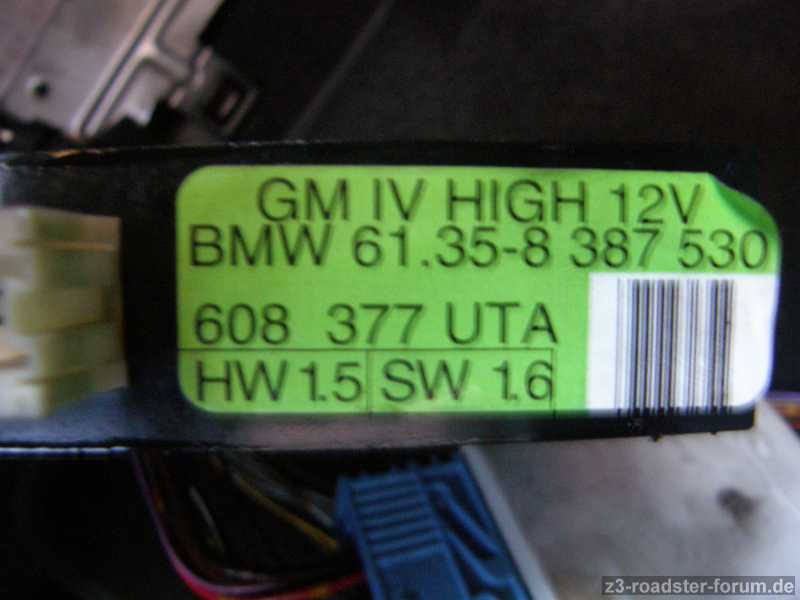 GM IV HIGH 12V
BMW 61.35-8 387 530
608 377 UTA
HW 1.5 SW 1.6
z3-roadster-forum.de